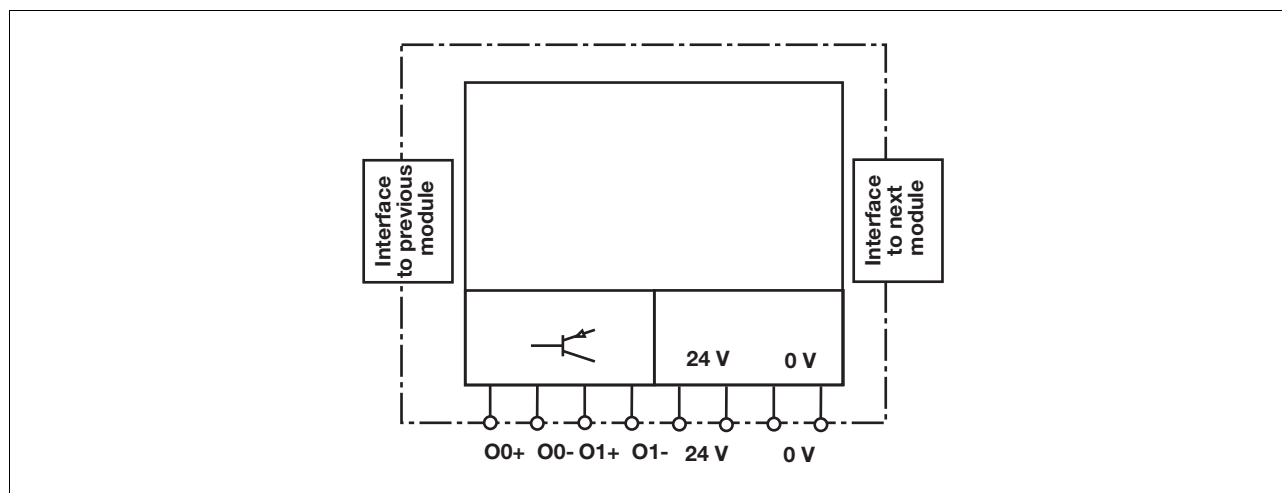 Interface
to previous
module
Interface
to next
module
24 V 0 V
O0+ O0- O1+ O1- 24 V 0 V